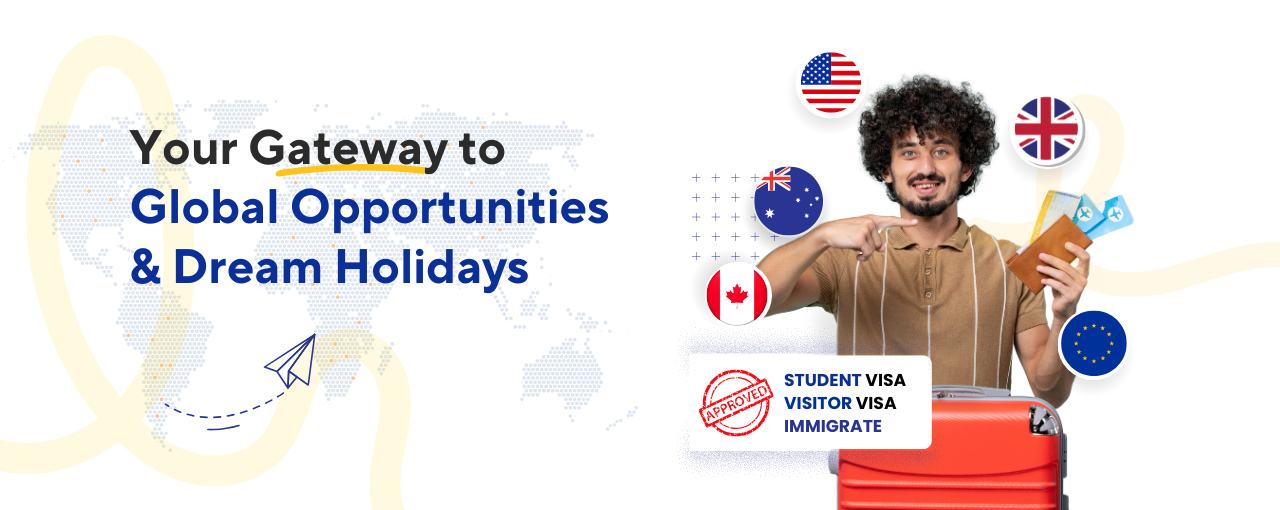 Your Gateway to
Global Opportunities
& Dream Holidays
APPROVED
STUDENT VISA
VISITOR VISA
IMMIGRATE